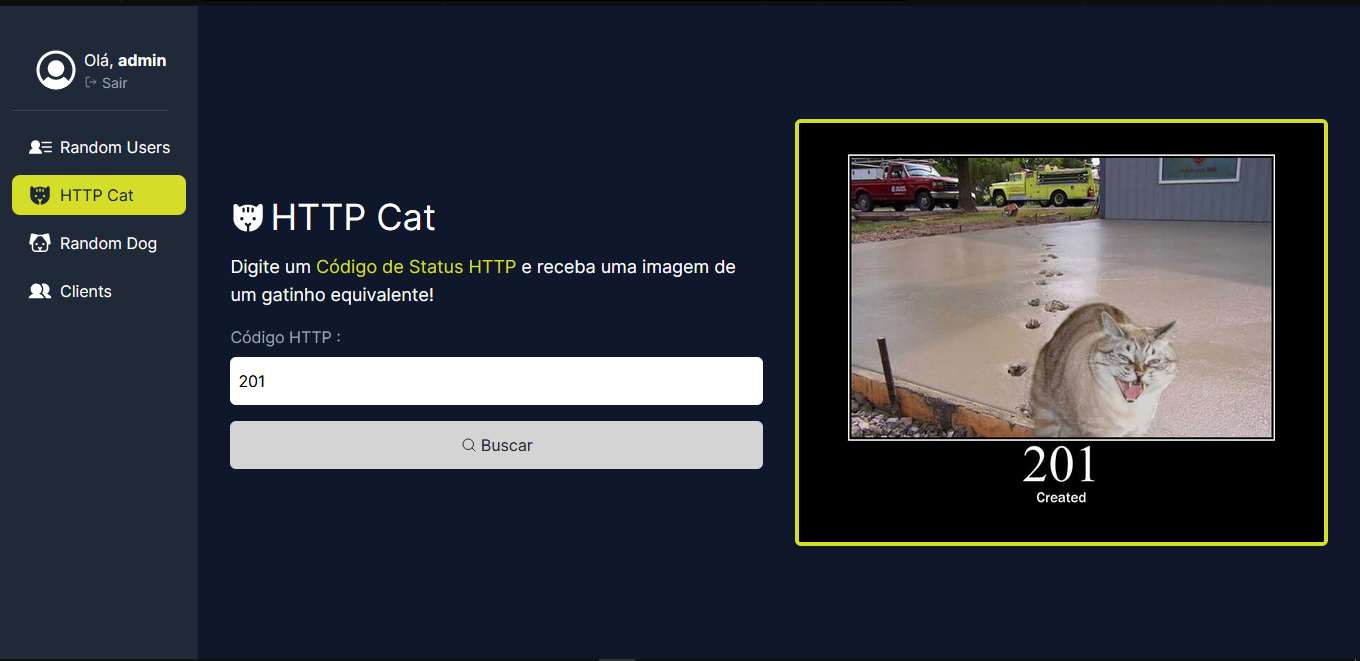 Olá, admin
Sair
Random Users
HTTP Cat
Random Dog
Clients
HTTP Cat
Digite um Código de Status HTTP e receba uma imagem de
um gatinho equivalente!
Código HTTP :
201
Buscar
201
Created